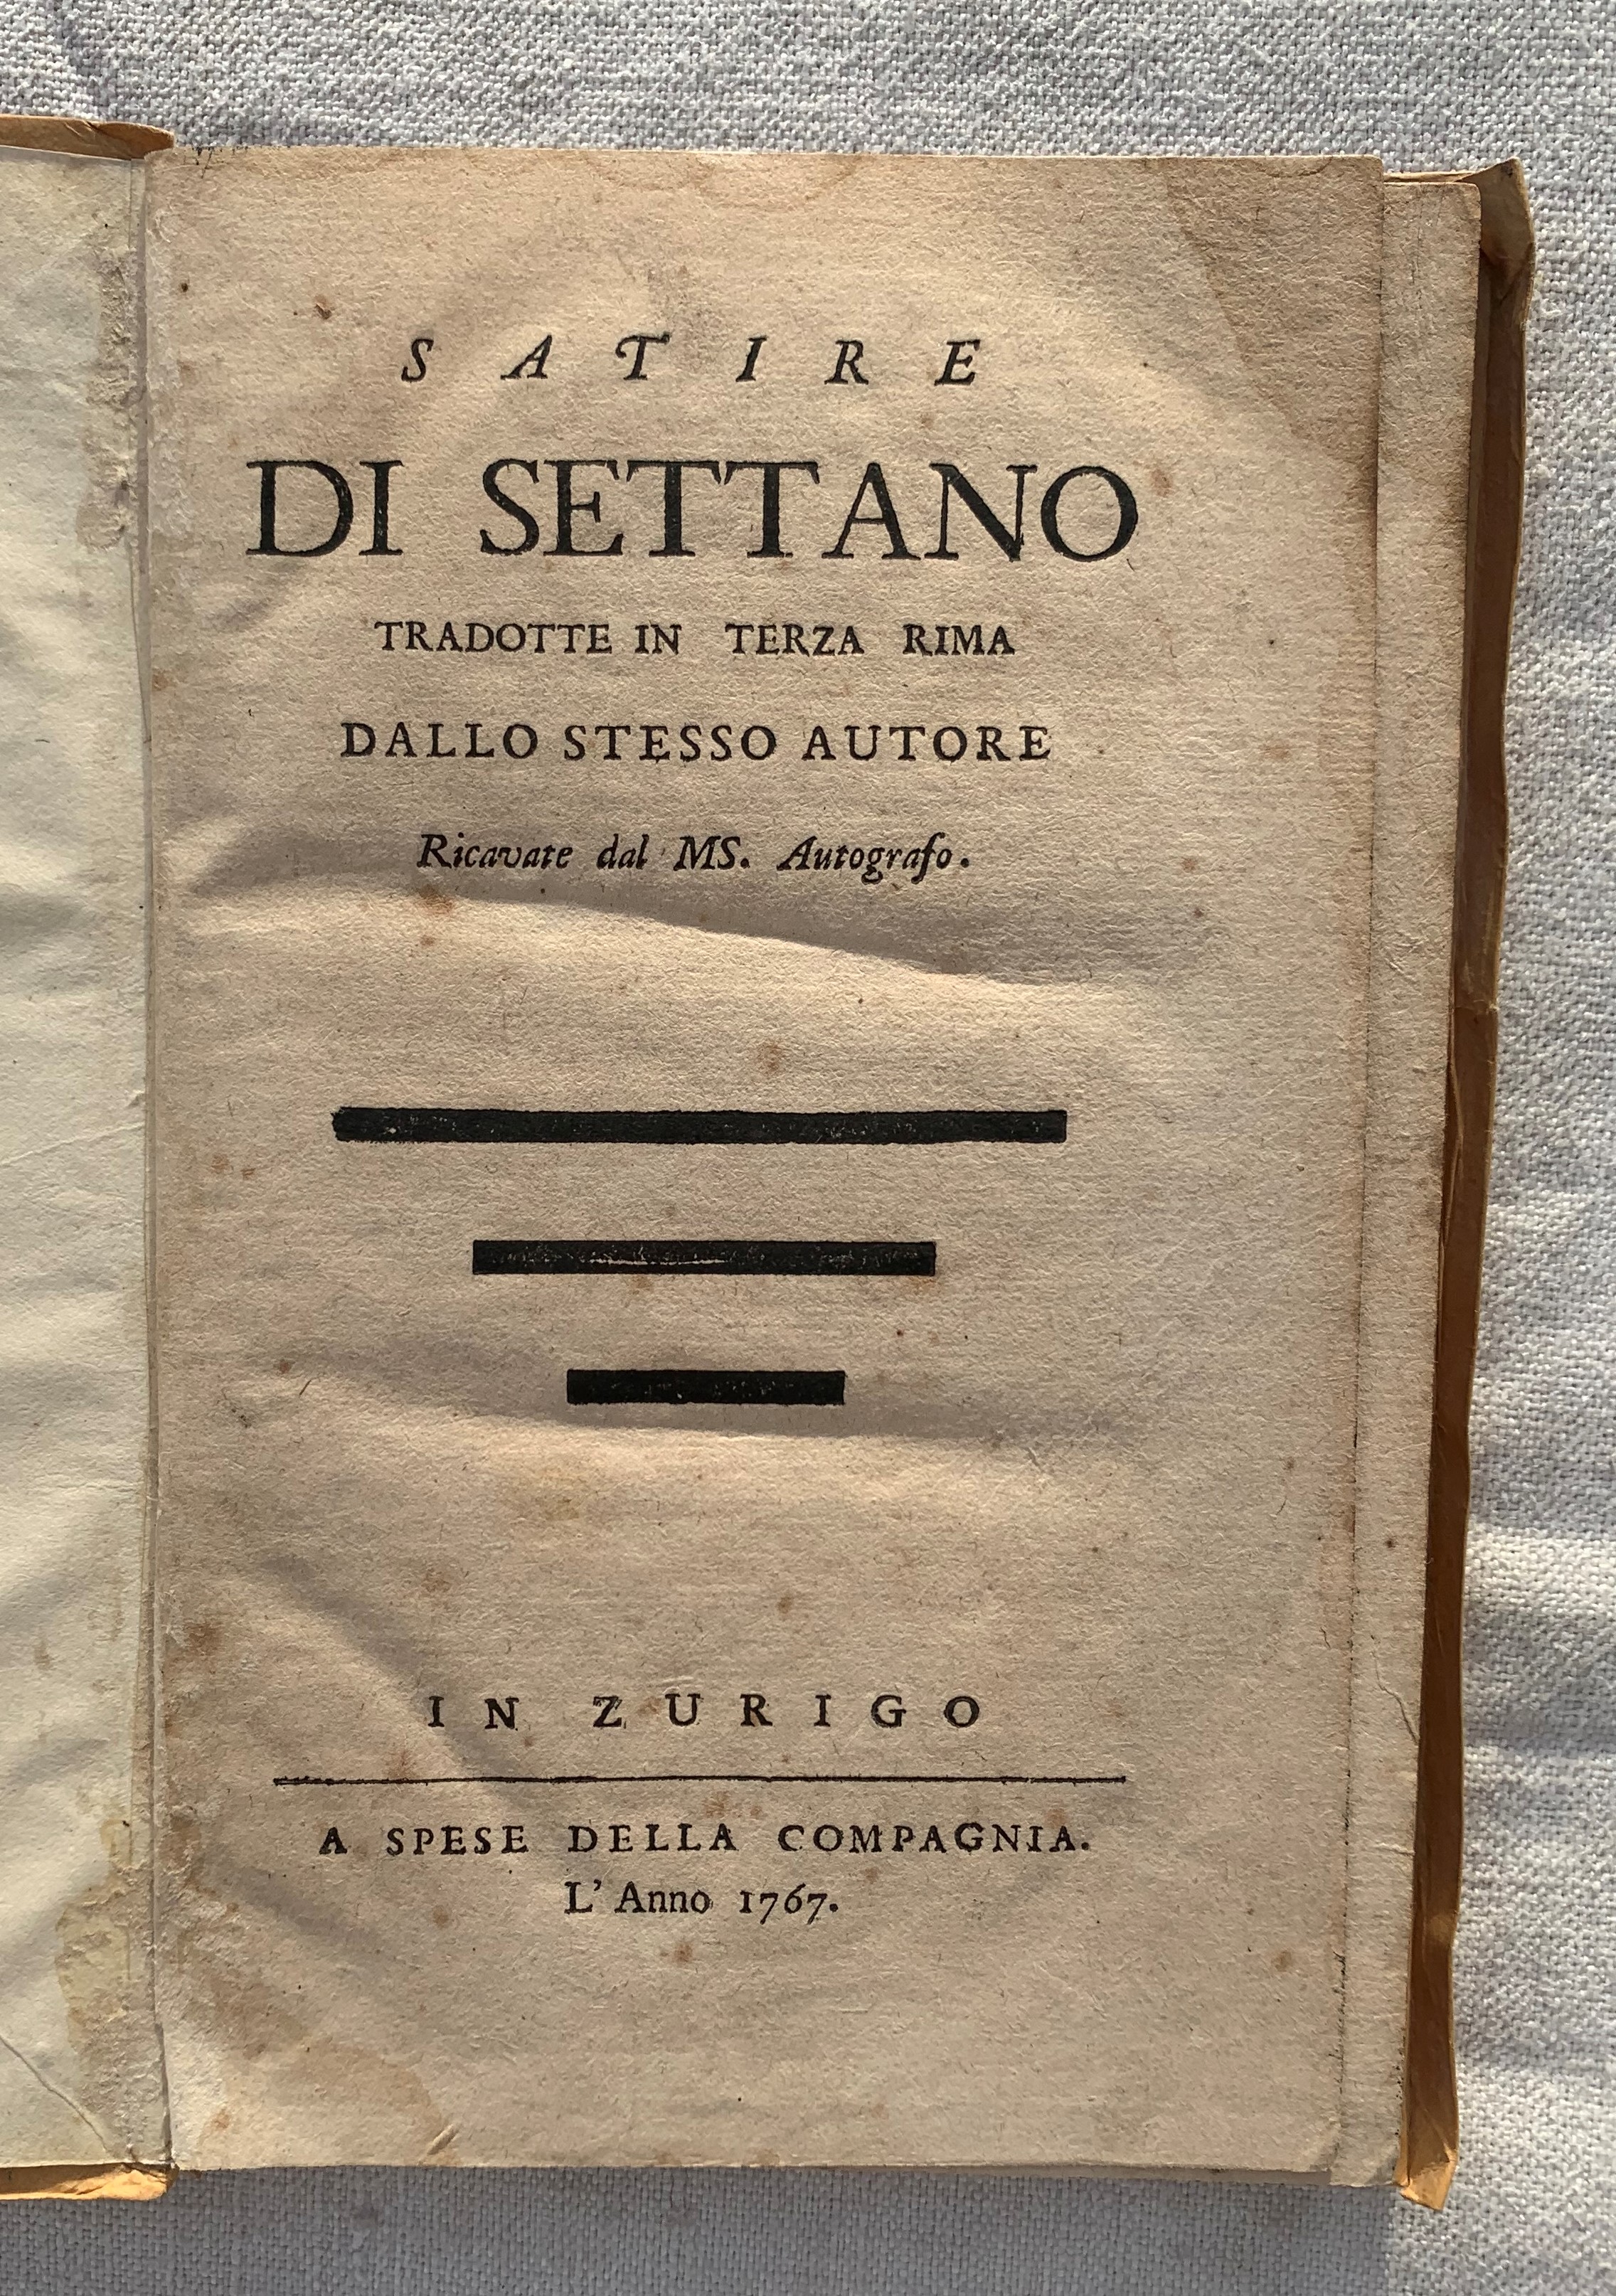 SATIRE
DI SETTANO
TRADOTTE IN TERZA RIMA
DALLO STESSO AUTORE
Ricavate dal MS. Autografo.
IN ZURIGO
A SPESE DELLA COMPAGNIA.
L' Anno 1767.